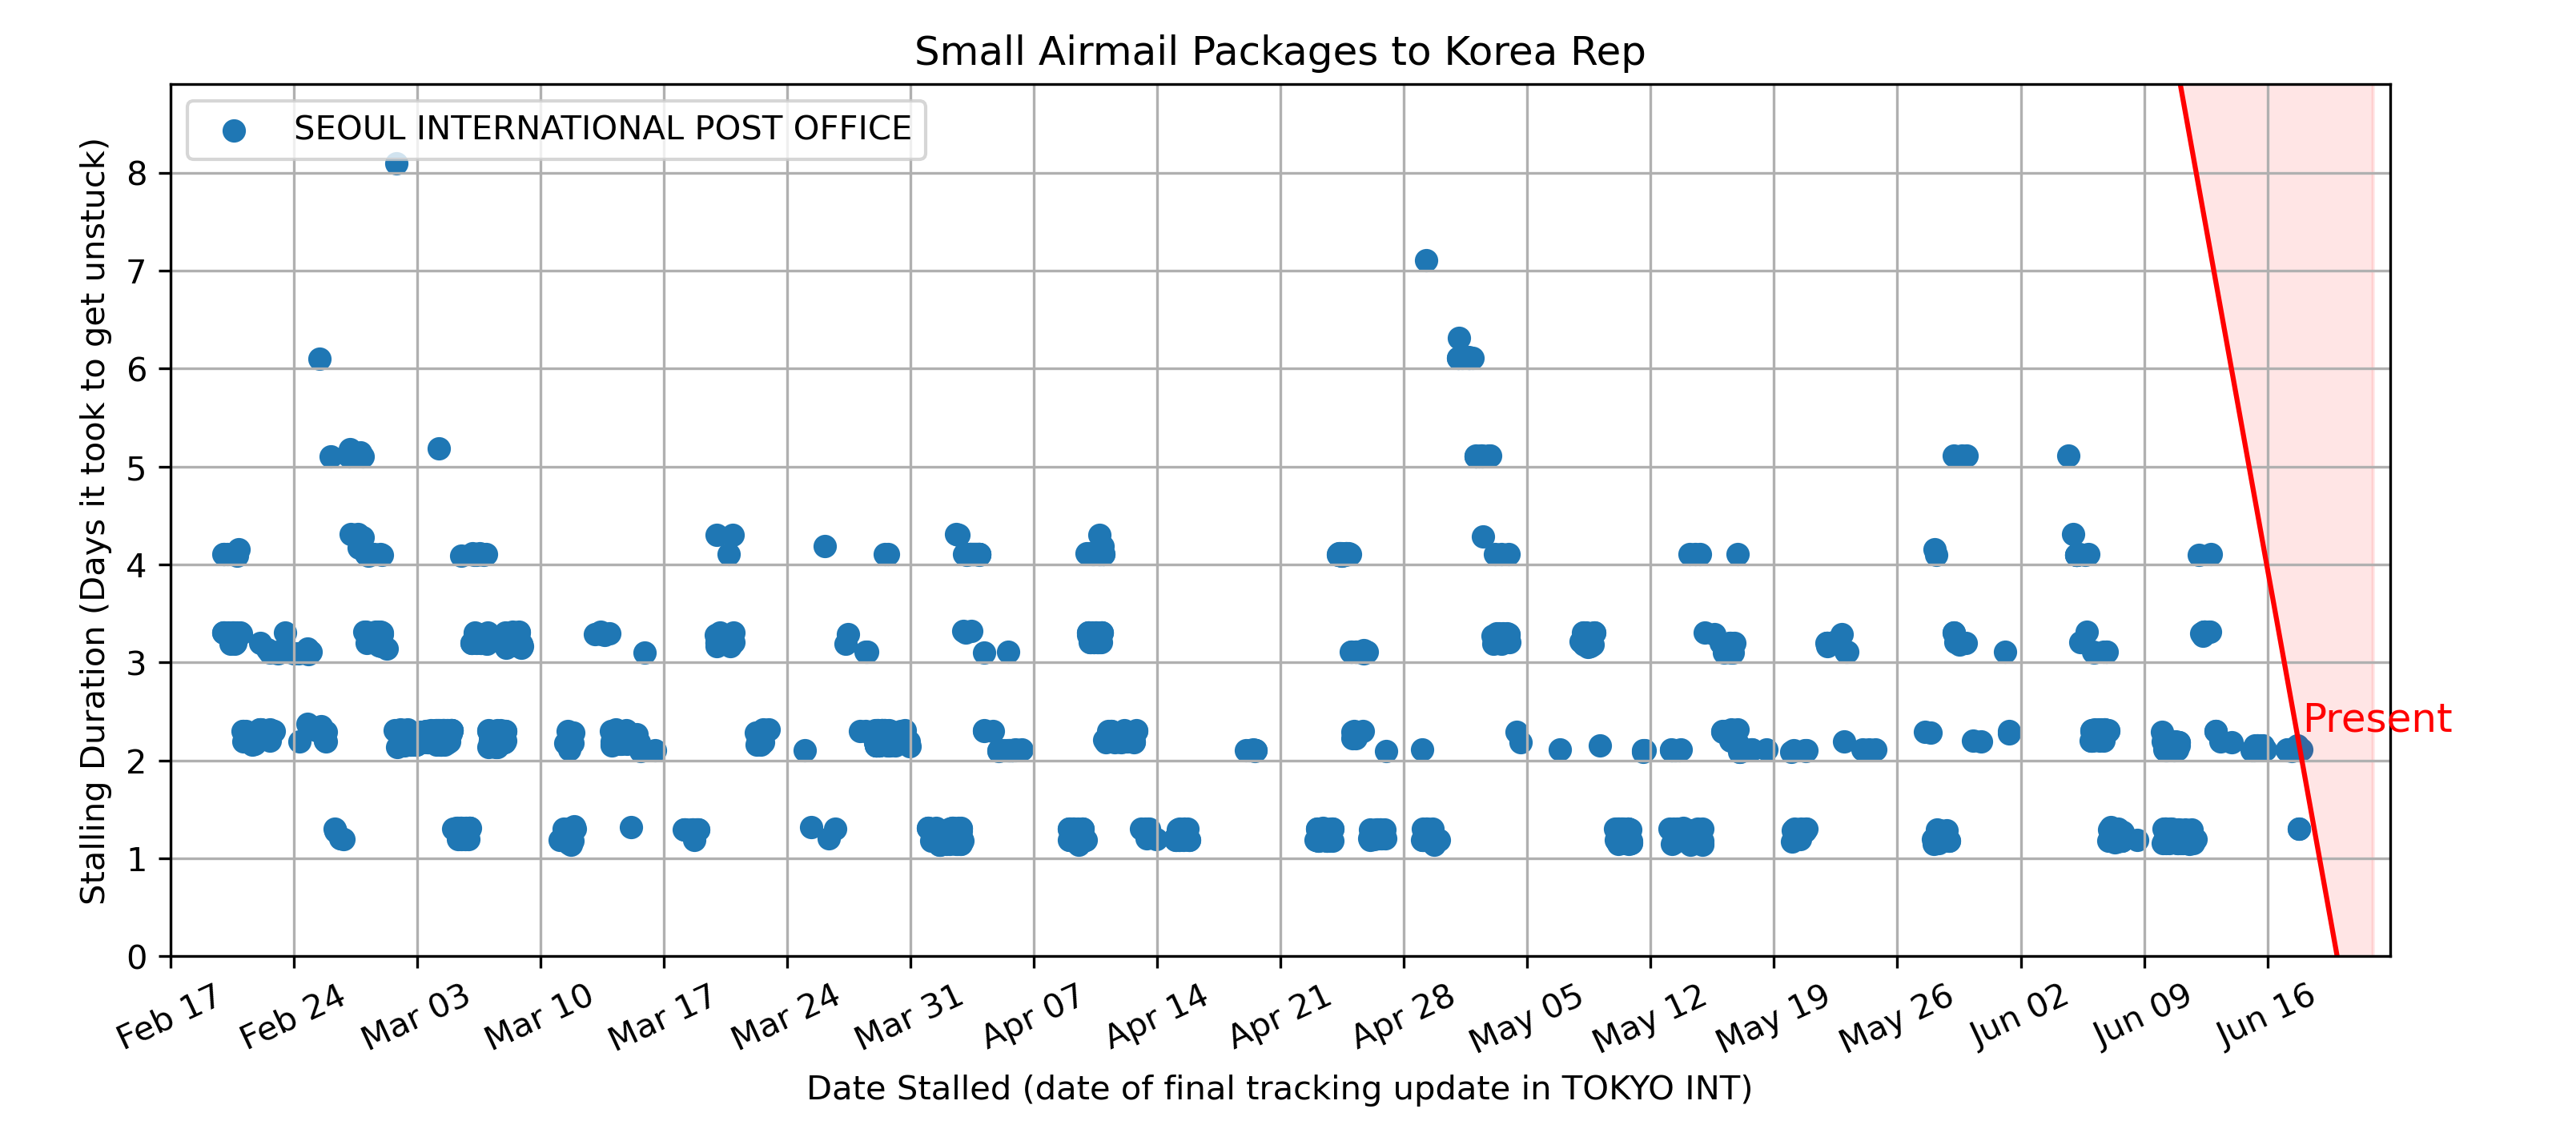 Small Airmail Packages to Korea Rep
SEOUL INTERNATIONAL POST OFFICE
Stalling Duration (Days it took to get unstuck)
8
7
6
5
4
3
2
1
0
Present
Feb 17 Feb 24 Mar 03 Mar 10 Mar 17 Mar 24 Mar 31 Apr 07 Apr 14 Apr 21 Apr 28 May 05 May 12 May 19 May 26 Jun 02 Jun 09 Jun 16
Date Stalled (date of final tracking update in TOKYO INT)